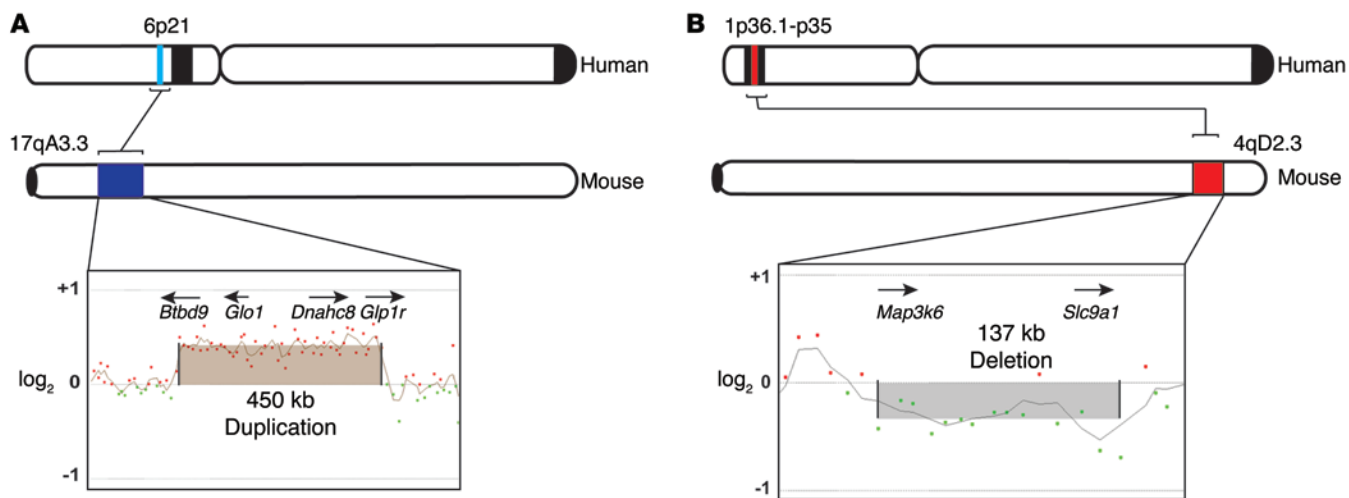 A
6p21
Human
17qA3.3
Mouse
+1
Btbd9 Glo1 Dnahc8 Glp1r
log2 0
450 kb
Duplication
-1
B
1p36.1-p35
Human
4qD2.3
Mouse
+1
Map3k6 Slc9a1
137 kb
Deletion
log2 0
-1